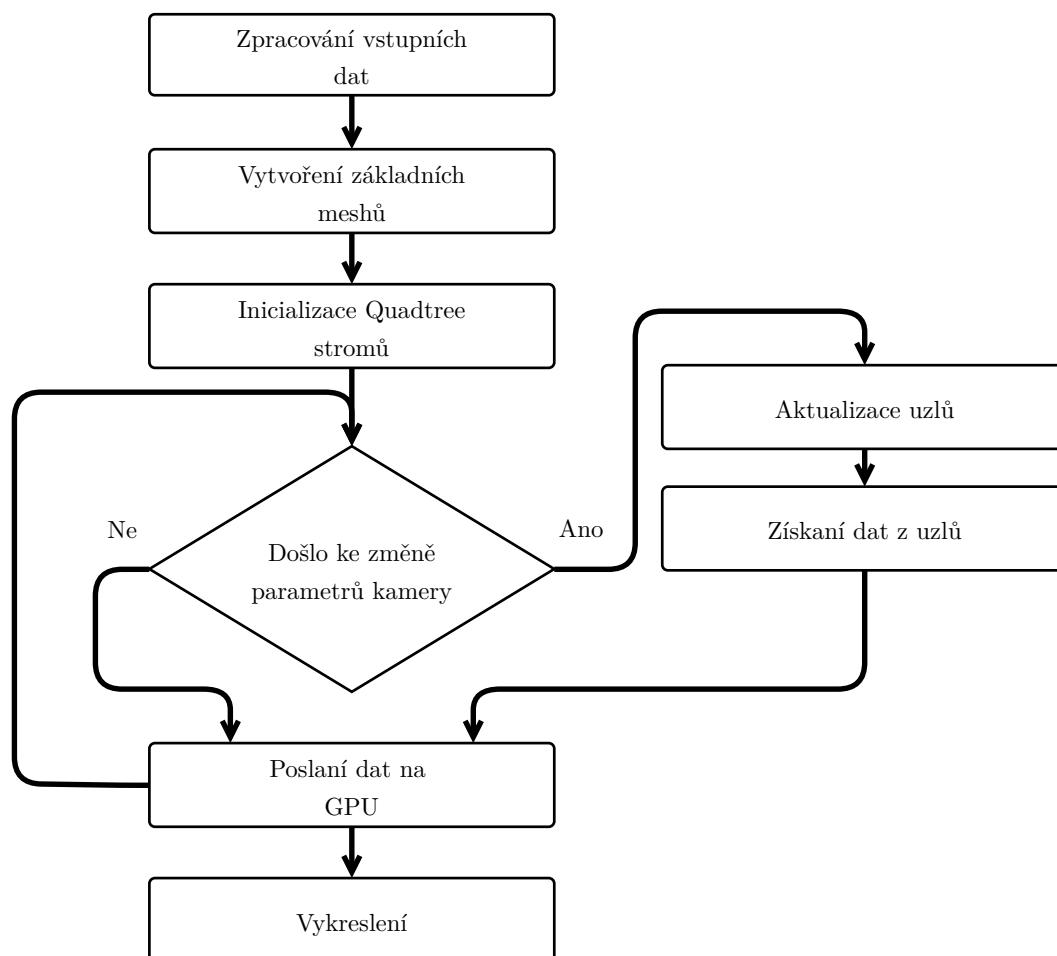 Zpracování vstupních
dat
Vytvoření základních
meshů
Inicializace Quadtree
stromů
Aktualizace uzlů
Získaní dat z uzlů
Ne
Ano
Došlo ke změně
parametrů kamery
Poslaní dat na
GPU
Vykreslení